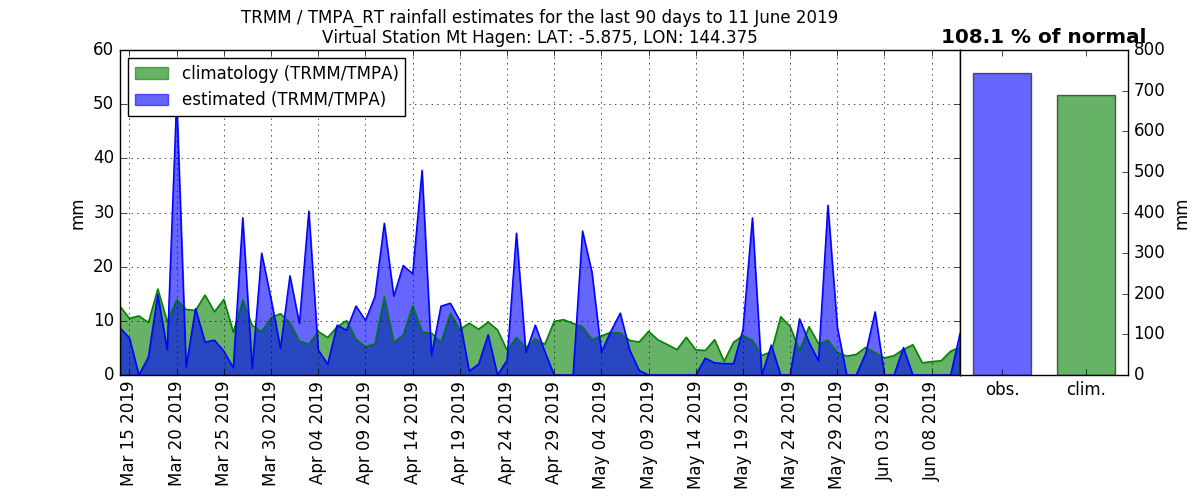 TRMM / TMPA_RT rainfall estimates for the last 90 days to 11 June 2019
Virtual Station Mt Hagen: LAT: -5.875, LON: 144.375
108.1 % of normal
climatology (TRMM/TMPA)
estimated (TRMM/TMPA)
60
50
40
30
20
10
0
mm
Mar 15 2019
Mar 20 2019
Mar 25 2019
Mar 30 2019
Apr 04 2019
Apr 09 2019
Apr 14 2019
Apr 19 2019
Apr 24 2019
Apr 29 2019
May 04 2019
May 09 2019
May 14 2019
May 19 2019
May 24 2019
May 29 2019
Jun 03 2019
Jun 08 2019
800
700
600
500
400
300
200
100
0
mm
obs.
clim.